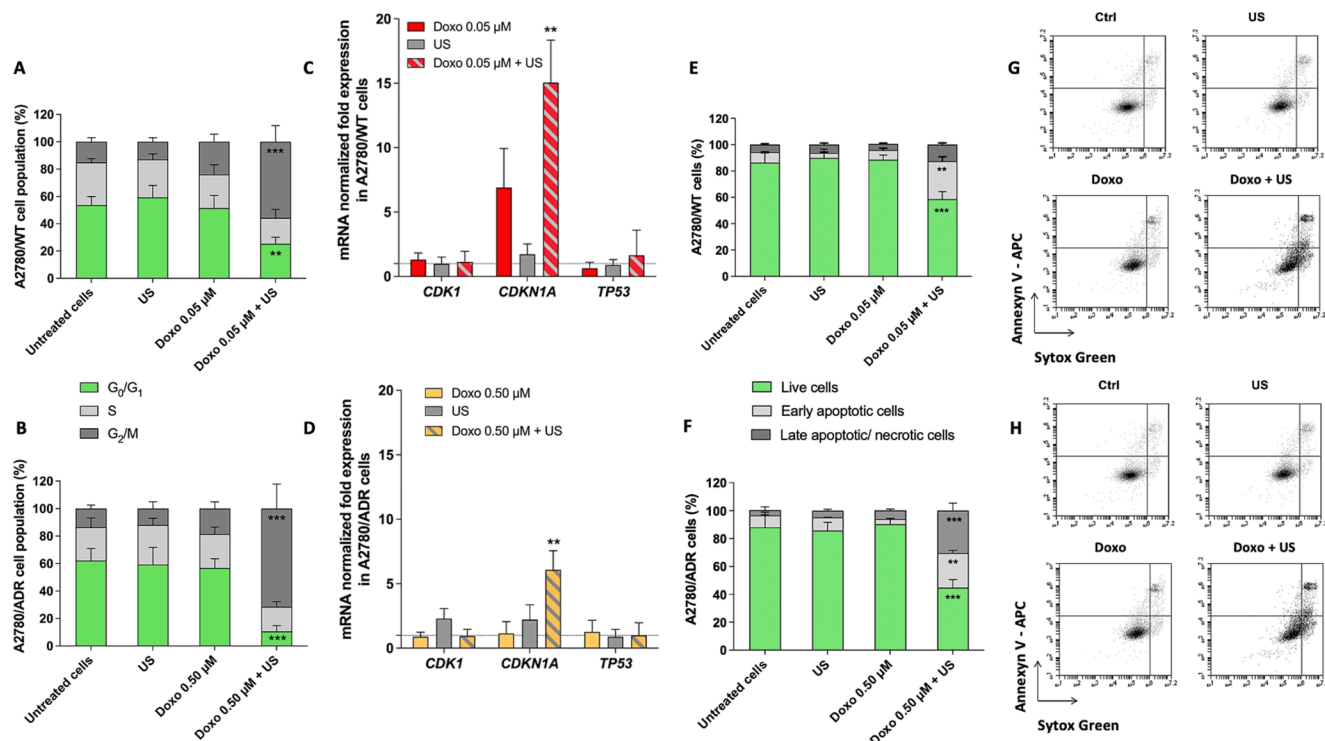 A
A2780/WT cell population (%)
120
100
80
60
40
20
0
Untreated cells
US
Doxo 0.05 µM
Doxo 0.05 µM + US
***
**
G0/G1
S
G2/M
B
A2780/ADR cell population (%)
120
100
80
60
40
20
0
Untreated cells
US
Doxo 0.50 µM
Doxo 0.50 µM + US
***
***
C
mRNA normalized fold expression
in A2780/WT cells
20
15
10
5
1
0
Doxo 0.05 µM
US
Doxo 0.05 µM + US
**
CDK1
CDKN1A
TP53
D
mRNA normalized fold expression
in A2780/ADR cells
20
15
10
5
1
0
Doxo 0.50 µM
US
Doxo 0.50 µM + US
**
CDK1
CDKN1A
TP53
E
A2780/WT cells (%)
120
100
80
60
40
20
0
Untreated cells
US
Doxo 0.05 µM
Doxo 0.05 µM + US
**
***
Live cells
Early apoptotic cells
Late apoptotic/ necrotic cells
F
A2780/ADR cells (%)
120
100
80
60
40
20
0
Untreated cells
US
Doxo 0.50 µM
Doxo 0.50 µM + US
***
**
***
G
Ctrl
US
Doxo
Doxo + US
Annexyn V - APC
Sytox Green
H
Ctrl
US
Doxo
Doxo + US
Annexyn V - APC
Sytox Green